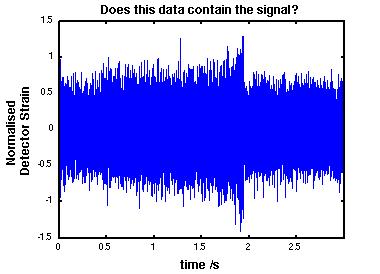 Does this data contain the signal?
1.5
1
0.5
0
-0.5
-1
-1.5
Normalised
Detector Strain
0 0.5 1 1.5 2 2.5
time /s